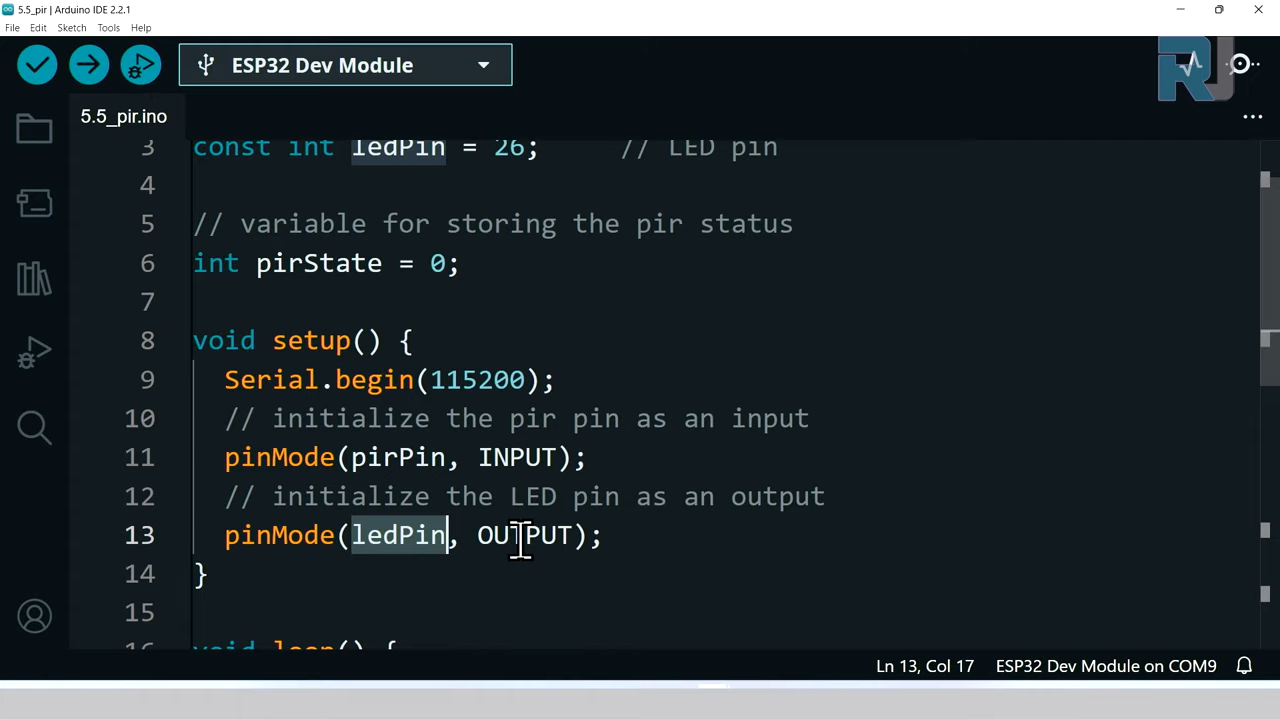 5.5_pir | Arduino IDE 2.2.1
File Edit Sketch Tools Help
ESP32 Dev Module
RJ
5.5_pir.ino
3 const int ledPin = 26; // LED pin
4
5 // variable for storing the pir status
6 int pirState = 0;
7
8 void setup() {
9 Serial.begin(115200);
10 // initialize the pir pin as an input
11 pinMode(pirPin, INPUT);
12 // initialize the LED pin as an output
13 pinMode(ledPin, OUTPUT);
14 }
15
16 void loop() {
Ln 13, Col 17 ESP32 Dev Module on COM9